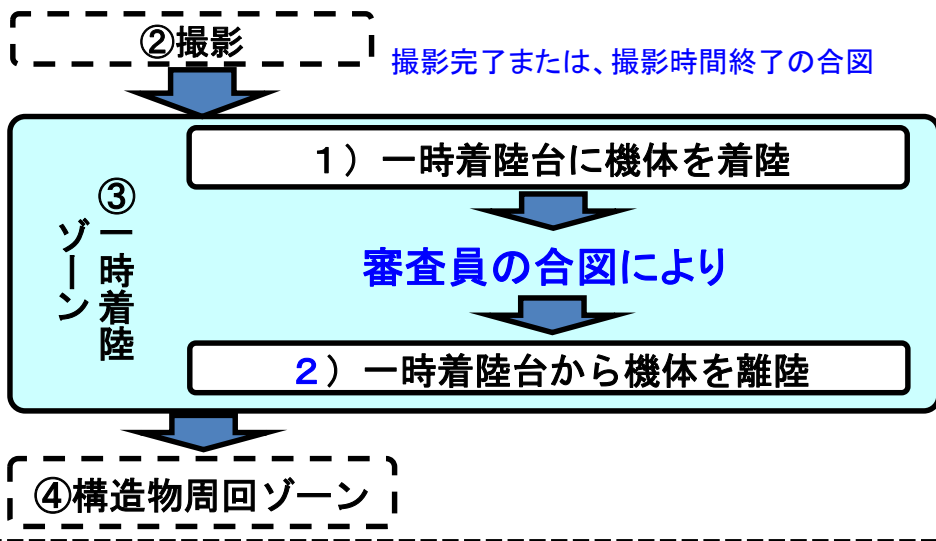 ②撮影
撮影完了または、撮影時間終了の合図
１）一時着陸台に機体を着陸
③一時着陸
ゾーン
審査員の合図により
２）一時着陸台から機体を離陸
④構造物周回ゾーン